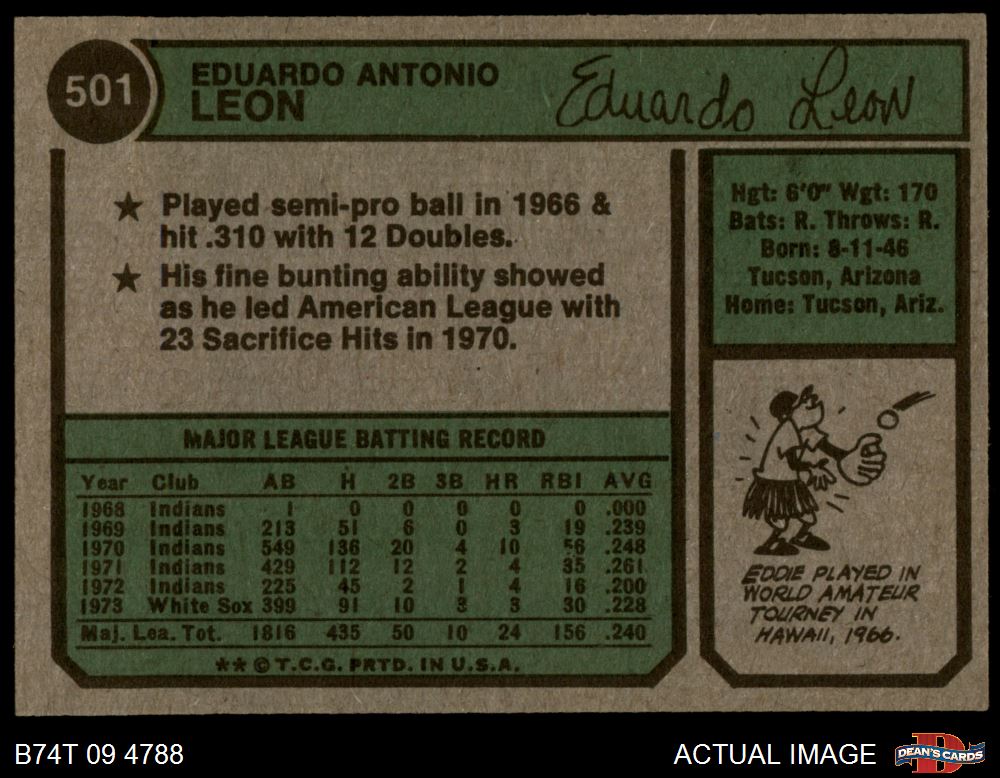 501
EDUARDO ANTONIO
LEON
Eduardo Leon
★ Played semi-pro ball in 1966 &
hit .310 with 12 Doubles.
★ His fine bunting ability showed
as he led American League with
23 Sacrifice Hits in 1970.
Hgt: 6'0" Wgt: 170
Bats: R. Throws: R.
Born: 8-11-46
Tucson, Arizona
Home: Tucson, Ariz.
MAJOR LEAGUE BATTING RECORD
Year Club AB H 2B 3B HR RBI AVG
1968 Indians 1 0 0 0 0 0 .000
1969 Indians 213 51 6 0 3 19 .239
1970 Indians 549 136 20 4 10 56 .248
1971 Indians 429 112 12 2 4 35 .261
1972 Indians 225 45 2 1 4 16 .200
1973 White Sox 399 91 10 3 3 30 .228
Maj. Lea. Tot. 1816 435 50 10 24 156 .240
** © T.C.G. PRTD. IN U.S.A.
EDDIE PLAYED IN
WORLD AMATEUR
TOURNEY IN
HAWAII, 1966.
B74T 09 4788
ACTUAL IMAGE
DEAN'S CARDS